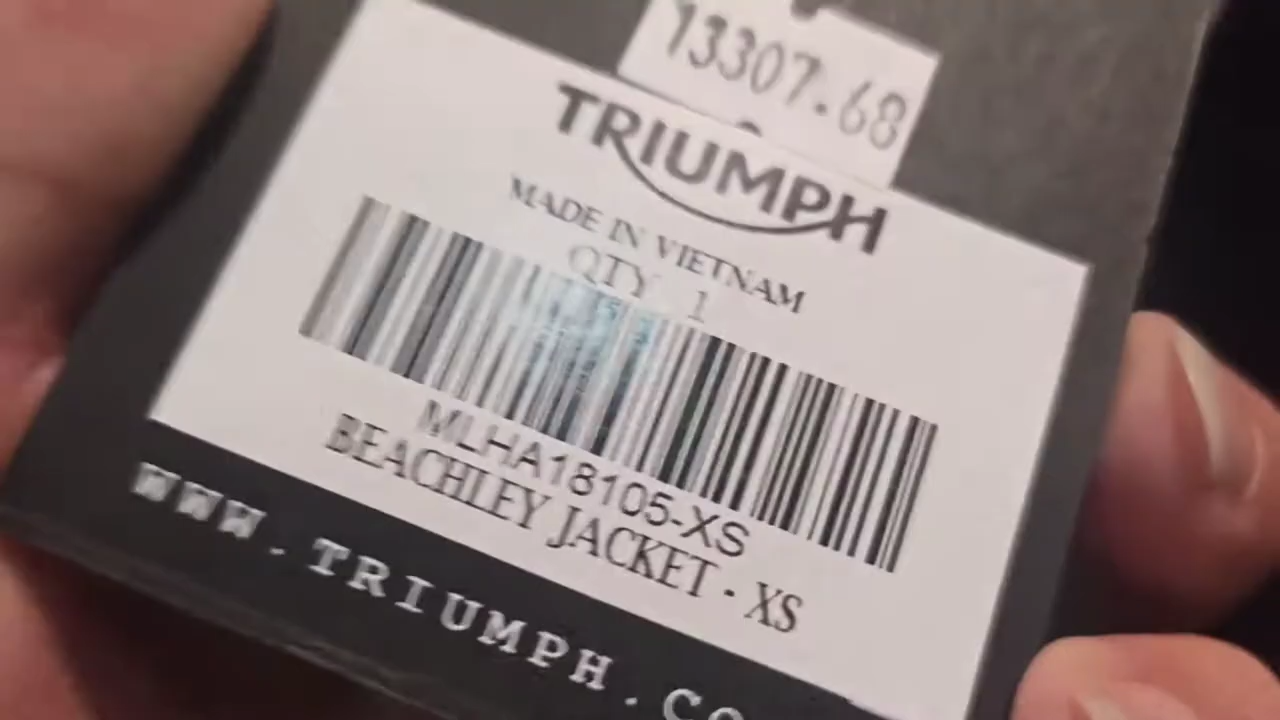 13307.68
TRIUMPH
MADE IN VIETNAM
QTY 1
MLHA18105-XS
BEACHLEY JACKET - XS
WWW.TRIUMPH.CO